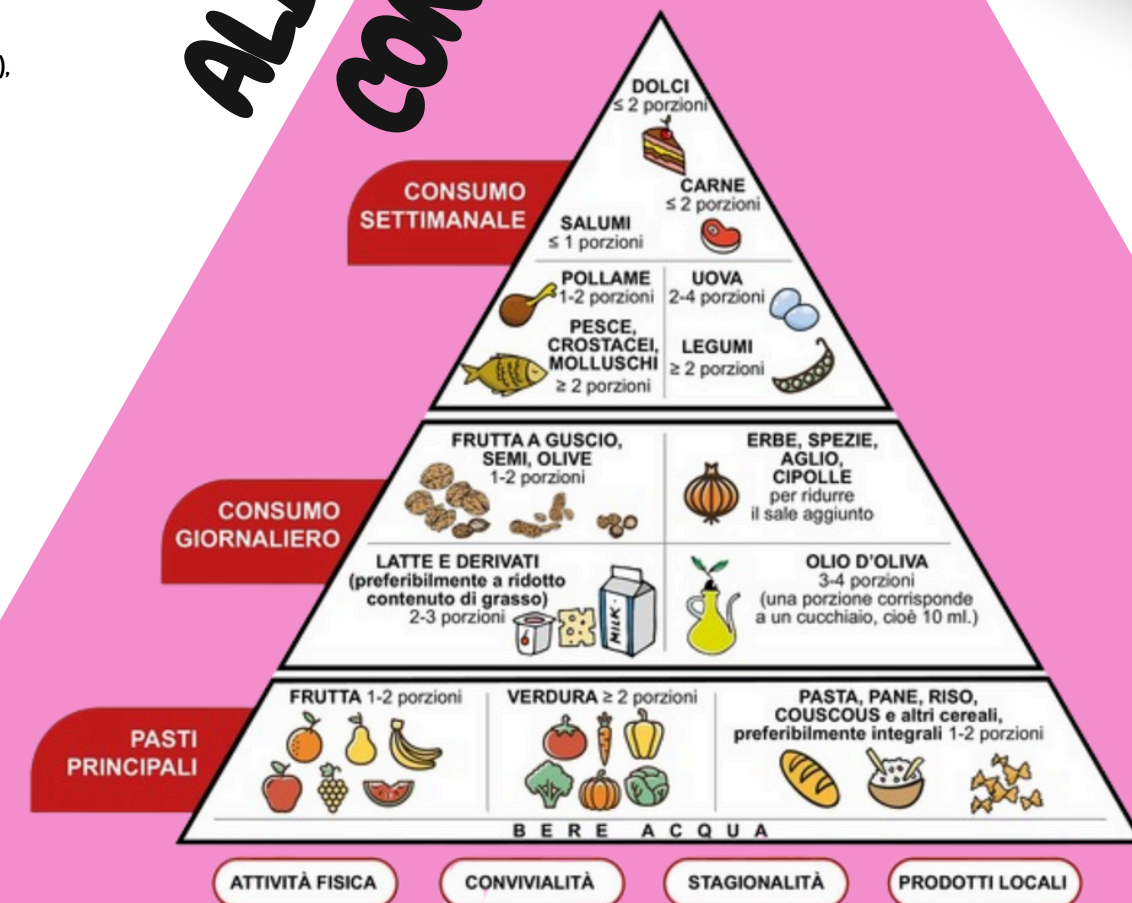 ),
DOLCI
≤ 2 porzioni
CARNE
≤ 2 porzioni
SALUMI
≤ 1 porzioni
CONSUMO
SETTIMANALE
POLLAME
1-2 porzioni
UOVA
2-4 porzioni
PESCE,
CROSTACEI,
MOLLUSCHI
≥ 2 porzioni
LEGUMI
≥ 2 porzioni
CONSUMO
GIORNALIERO
FRUTTA A GUSCIO,
SEMI, OLIVE
1-2 porzioni
ERBE, SPEZIE,
AGLIO,
CIPOLLE
per ridurre
il sale aggiunto
LATTE E DERIVATI
(preferibilmente a ridotto
contenuto di grasso)
2-3 porzioni
MILK
OLIO D'OLIVA
3-4 porzioni
(una porzione corrisponde
a un cucchiaio, cioè 10 ml.)
PASTI
PRINCIPALI
FRUTTA 1-2 porzioni
VERDURA ≥ 2 porzioni
PASTA, PANE, RISO,
COUSCOUS e altri cereali,
preferibilmente integrali 1-2 porzioni
BERE ACQUA
ATTIVITÀ FISICA
CONVIVIALITÀ
STAGIONALITÀ
PRODOTTI LOCALI